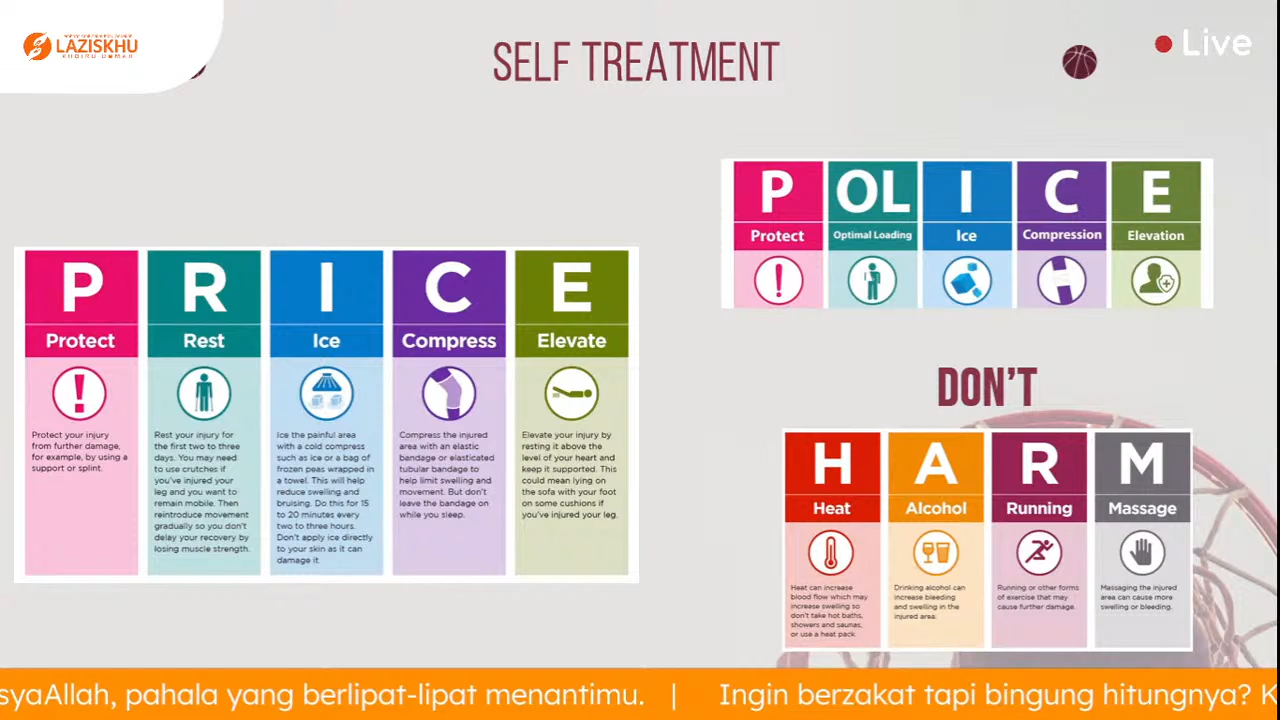 LAZISKHU
SELF TREATMENT
Live
P
Protect
Protect your injury
from further damage,
for example, by using a
support or splint.
R
Rest
Rest your injury for
the first two to three
days. You may need
to use crutches if
you've injured your
leg and you want to
remain mobile. Then
reintroduce movement
gradually so you don't
delay your recovery by
losing muscle strength.
I
Ice
Ice the painful area
with a cold compress
such as ice or a bag of
frozen peas wrapped in
a towel. This will help
reduce swelling and
bruising. Do this for 15
to 20 minutes every
two to three hours.
Don't apply ice directly
to your skin as it can
damage it.
C
Compress
Compress the injured
area with an elastic
bandage or elasticated
tubular bandage to
help limit swelling and
movement. But don't
leave the bandage on
while you sleep.
E
Elevate
Elevate your injury by
resting it above the
level of your heart and
keep it supported. This
could mean lying on
the sofa with your foot
on some cushions if
you've injured your leg.
P
Protect
OL
Optimal Loading
I
Ice
C
Compression
E
Elevation
DON'T
H
Heat
Heat can increase
blood flow which may
increase swelling so
don't take hot baths,
showers and saunas,
or use a heat pack.
A
Alcohol
Drinking alcohol can
increase bleeding
and swelling in the
injured area.
R
Running
Running or other forms
of exercise that may
cause further damage.
M
Massage
Massaging the injured
area can cause more
swelling or bleeding.
syaAllah, pahala yang berlipat-lipat menantimu. | Ingin berzakat tapi bingung hitungnya? K